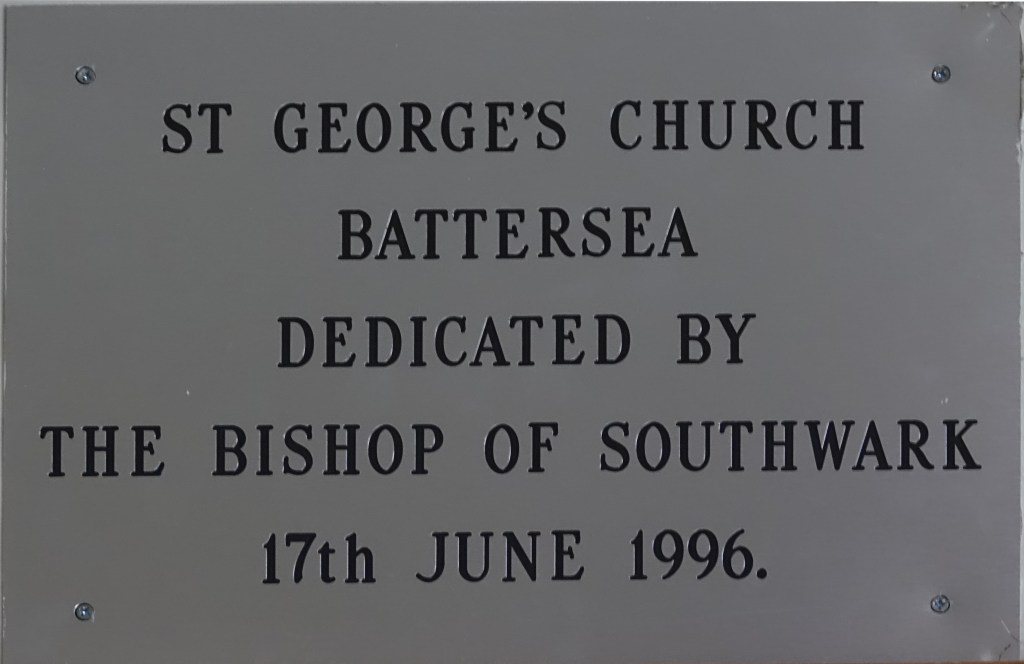 ST GEORGE'S CHURCH
BATTERSEA
DEDICATED BY
THE BISHOP OF SOUTHWARK
17th JUNE 1996.